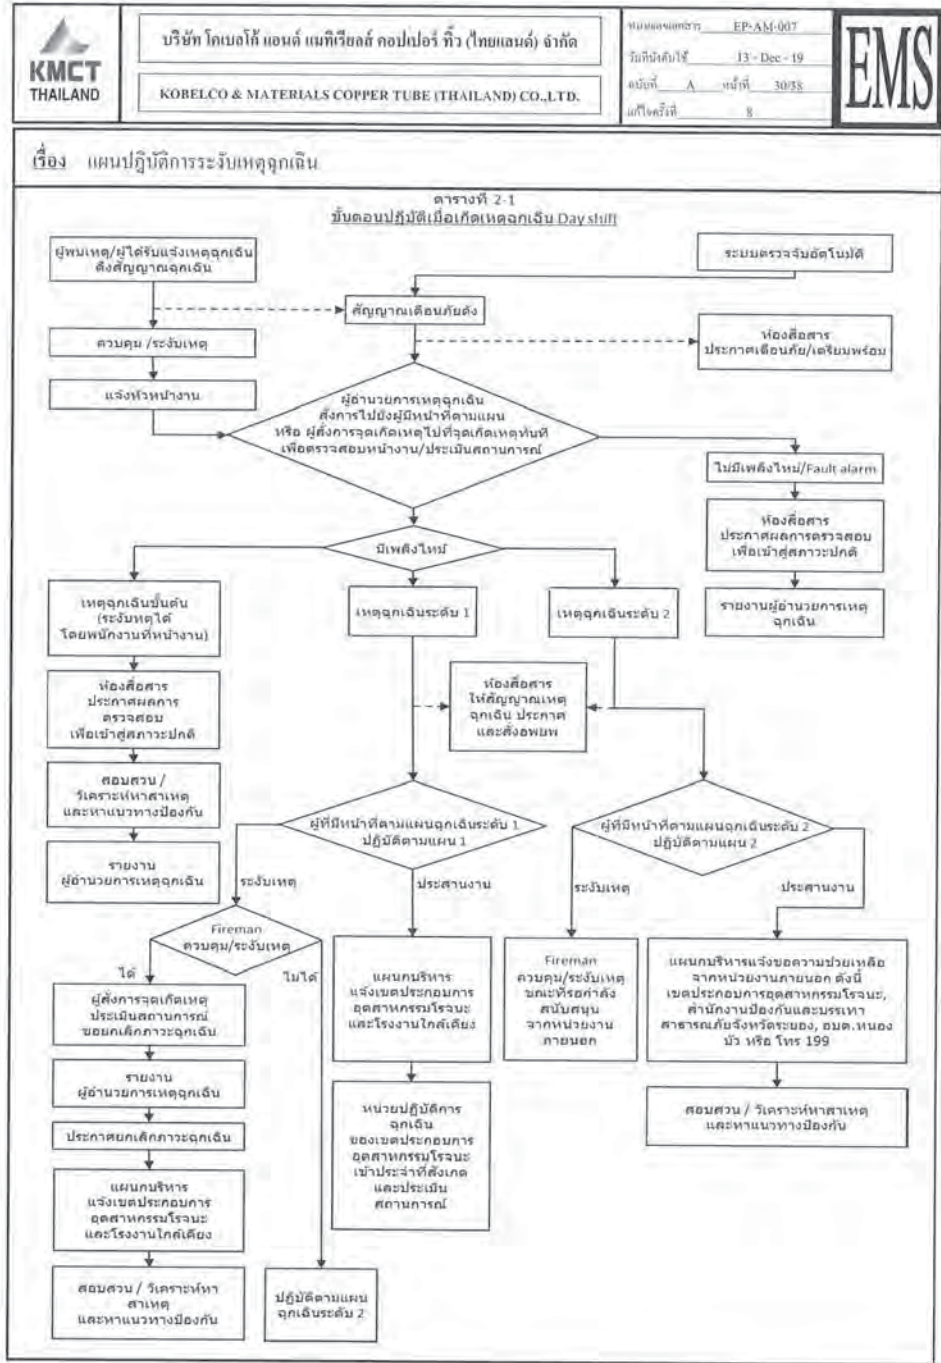 KMCT
THAILAND
บริษัท โกเบลโก้ แอนด์ แมทีเรียลส์ คอปเปอร์ ทิ้ว (ไทยแลนด์) จำกัด
KOBELCO & MATERIALS COPPER TUBE (THAILAND) CO.,LTD.
หมายเลขเอกสาร EP-AM-007
วันที่บังคับใช้ 13 - Dec - 19
ฉบับที่ A หน้าที่ 30/38
แก้ไขครั้งที่ 8
EMS
เรื่อง แผนปฏิบัติการระงับเหตุฉุกเฉิน
ตารางที่ 2-1
ขั้นตอนปฏิบัติเมื่อเกิดเหตุฉุกเฉิน Day shift
ผู้พบเหตุ/ผู้ได้รับแจ้งเหตุฉุกเฉิน
ดึงสัญญาณฉุกเฉิน
ระบบตรวจจับอัตโนมัติ
สัญญาณเตือนภัยดัง
ควบคุม /ระงับเหตุ
ห้องสื่อสาร
ประกาศเตือนภัย/เตรียมพร้อม
แจ้งหัวหน้างาน
ผู้อำนวยการเหตุฉุกเฉิน
สั่งการไปยังผู้มีหน้าที่ตามแผน
หรือ ผู้สั่งการจุดเกิดเหตุไปที่จุดเกิดเหตุทันที
เพื่อตรวจสอบหน้างาน/ประเมินสถานการณ์
ไม่มีเพลิงไหม้/Fault alarm
ห้องสื่อสาร
ประกาศผลการตรวจสอบ
เพื่อเข้าสู่สภาวะปกติ
รายงานผู้อำนวยการเหตุ
ฉุกเฉิน
มีเพลิงไหม้
เหตุฉุกเฉินขั้นต้น
(ระงับหตุได้
โดยพนักงานที่หน้างาน)
เหตุฉุกเฉินระดับ 1
เหตุฉุกเฉินระดับ 2
ห้องสื่อสาร
ประกาศผลการ
ตรวจสอบ
เพื่อเข้าสู่สภาวะปกติ
ห้องสื่อสาร
ให้สัญญาณเหตุ
ฉุกเฉิน ประกาศ
และสั่งอพยพ
สอบสวน /
วิเคราะห์หาสาเหตุ
และหาแนวทางป้องกัน
รายงาน
ผู้อำนวยการเหตุฉุกเฉิน
ผู้ที่มีหน้าที่ตามแผนฉุกเฉินระดับ 1
ปฏิบัติตามแผน 1
ผู้ที่มีหน้าที่ตามแผนฉุกเฉินระดับ 2
ปฏิบัติตามแผน 2
ระงับเหตุ
ประสานงาน
ระงับเหตุ
ประสานงาน
Fireman
ควบคุม/ระงับเหตุ
ได้
ไม่ได้
แผนกบริหาร
แจ้งเขตประกอบการ
อุตสาหกรรมโรจนะ
และโรงงานใกล้เคียง
Fireman
ควบคุม/ระงับเหตุ
ขณะที่รอกำลัง
สนับสนุน
จากหน่วยงาน
ภายนอก
แผนกบริหารแจ้งขอความช่วยเหลือ
จากหน่วยงานภายนอก ดังนี้
เขตประกอบการอุตสาหกรรมโรจนะ,
สำนักงานป้องกันและบรรเทา
สาธารณภัยจังหวัดระยอง, อบต.หนอง
บัว หรือ โทร 199
ผู้สั่งการจุดเกิดเหตุ
ประเมินสถานการณ์
ขอยกเลิกภาวะฉุกเฉิน
รายงาน
ผู้อำนวยการเหตุฉุกเฉิน
ประกาศยกเลิกภาวะฉุกเฉิน
แผนกบริหาร
แจ้งเขตประกอบการ
อุตสาหกรรมโรจนะ
และโรงงานใกล้เคียง
สอบสวน / วิเคราะห์หา
สาเหตุ
และหาแนวทางป้องกัน
หน่วยปฏิบัติการ
ฉุกเฉิน
ของเขตประกอบการ
อุตสาหกรรมโรจนะ
เข้าประจำที่สังเกต
และประเมิน
สถานการณ์
สอบสวน / วิเคราะห์หาสาเหตุ
และหาแนวทางป้องกัน
ปฏิบัติตามแผน
ฉุกเฉินระดับ 2